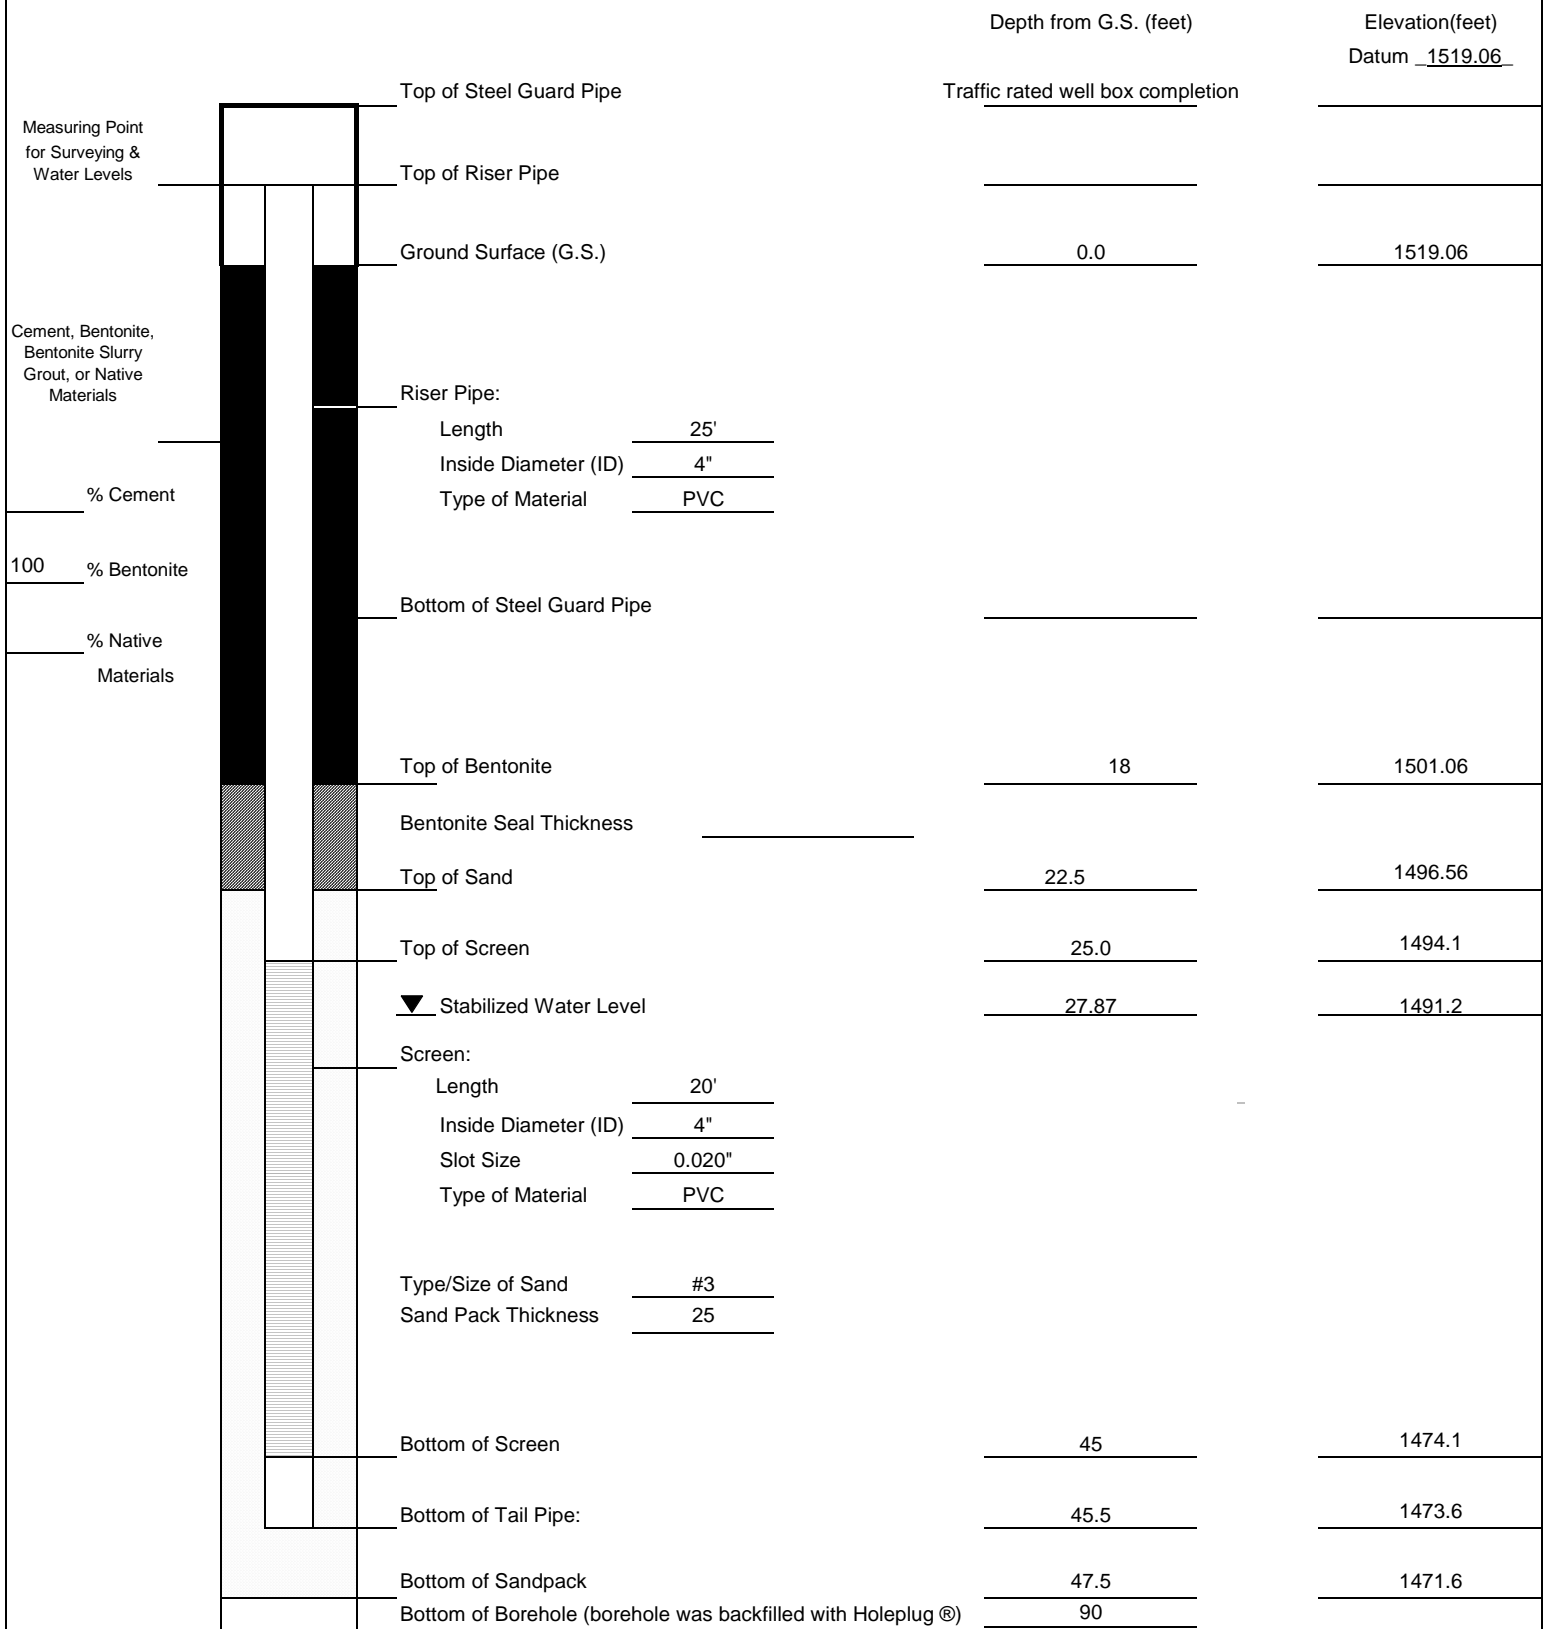 Depth from G.S. (feet) Elevation(feet)
Datum _1519.06_
Top of Steel Guard Pipe Traffic rated well box completion
Measuring Point
for Surveying &
Water Levels
Top of Riser Pipe
Ground Surface (G.S.) 0.0 1519.06
Cement, Bentonite,
Bentonite Slurry
Grout, or Native
Materials
Riser Pipe:
Length 25'
Inside Diameter (ID) 4"
Type of Material PVC
% Cement
100 % Bentonite
Bottom of Steel Guard Pipe
% Native
Materials
Top of Bentonite 18 1501.06
Bentonite Seal Thickness
Top of Sand 22.5 1496.56
Top of Screen 25.0 1494.1
Stabilized Water Level 27.87 1491.2
Screen:
Length 20'
Inside Diameter (ID) 4"
Slot Size 0.020"
Type of Material PVC
Type/Size of Sand #3
Sand Pack Thickness 25
Bottom of Screen 45 1474.1
Bottom of Tail Pipe: 45.5 1473.6
Bottom of Sandpack 47.5 1471.6
Bottom of Borehole (borehole was backfilled with Holeplug ®) 90